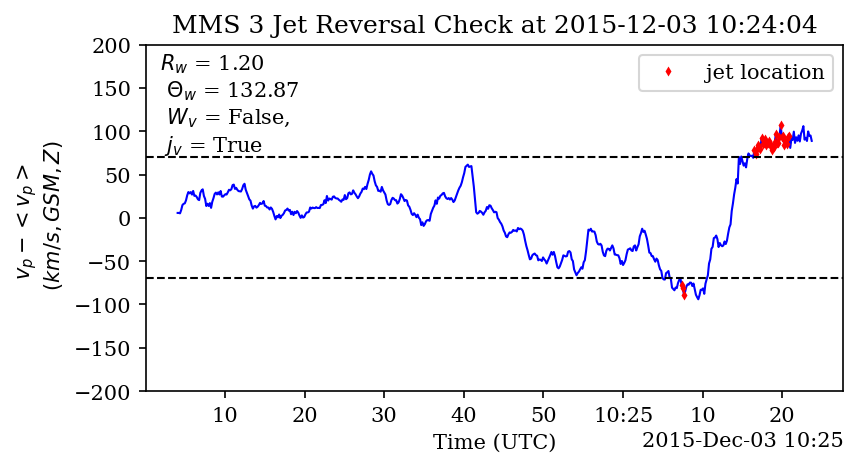 MMS 3 Jet Reversal Check at 2015-12-03 10:24:04
R_w = 1.20
Θ_w = 132.87
W_v = False,
j_v = True
jet location
200
150
100
50
0
−50
−100
−150
−200
v_p − < v_p >
(km/s, GSM, Z)
10 20 30 40 50 10:25 10 20
Time (UTC)
2015-Dec-03 10:25